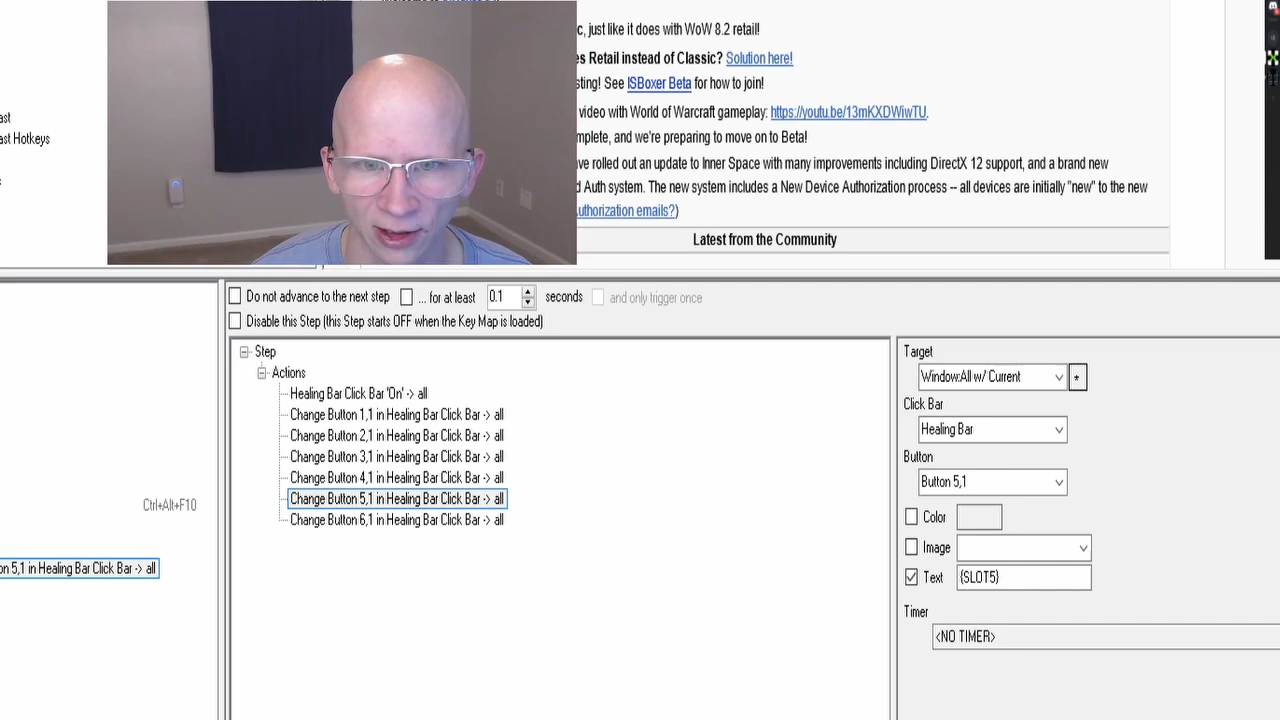 c, just like it does with WoW 8.2 retail!
es Retail instead of Classic? Solution here!
sting! See ISBoxer Beta for how to join!
video with World of Warcraft gameplay: https://youtu.be/13mKXDWiwTU.
mplete, and we're preparing to move on to Beta!
ve rolled out an update to Inner Space with many improvements including DirectX 12 support, and a brand new
d Auth system. The new system includes a New Device Authorization process -- all devices are initially "new" to the new
uthorization emails?)
Latest from the Community
ast
ast Hotkeys
Ctrl+Alt+F10
on 5,1 in Healing Bar Click Bar -> all
Do not advance to the next step ... for at least 0.1 seconds and only trigger once
Disable this Step (this Step starts OFF when the Key Map is loaded)
Step
Actions
Healing Bar Click Bar 'On' -> all
Change Button 1,1 in Healing Bar Click Bar -> all
Change Button 2,1 in Healing Bar Click Bar -> all
Change Button 3,1 in Healing Bar Click Bar -> all
Change Button 4,1 in Healing Bar Click Bar -> all
Change Button 5,1 in Healing Bar Click Bar -> all
Change Button 6,1 in Healing Bar Click Bar -> all
Target
Window:All w/ Current
+
Click Bar
Healing Bar
Button
Button 5,1
Color
Image
Text {SLOT5}
Timer
<NO TIMER>